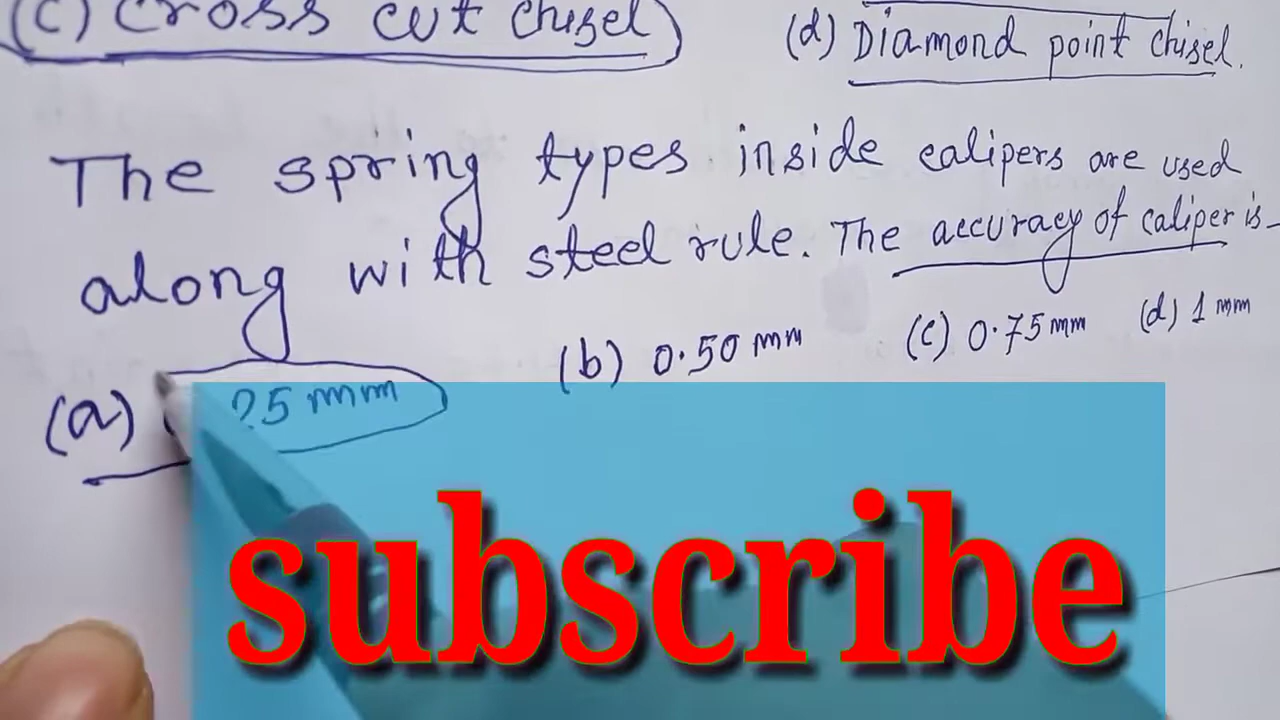 (c) Cross cut chisel (d) Diamond point chisel.
The spring types inside calipers are used
along with steel rule. The accuracy of caliper is-
(a) 25 mm (b) 0.50 mm (c) 0.75 mm (d) 1 mm
subscribe